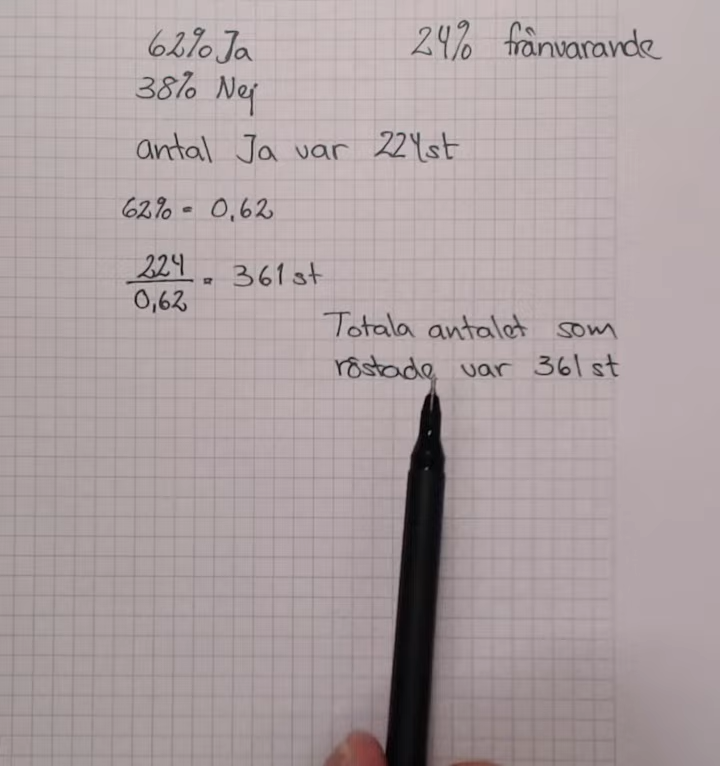 62% Ja
24% frånvarande
38% Nej
antal Ja var 224st
62% = 0,62
224
0,62
= 361 st
Totala antalet som
röstade var 361 st